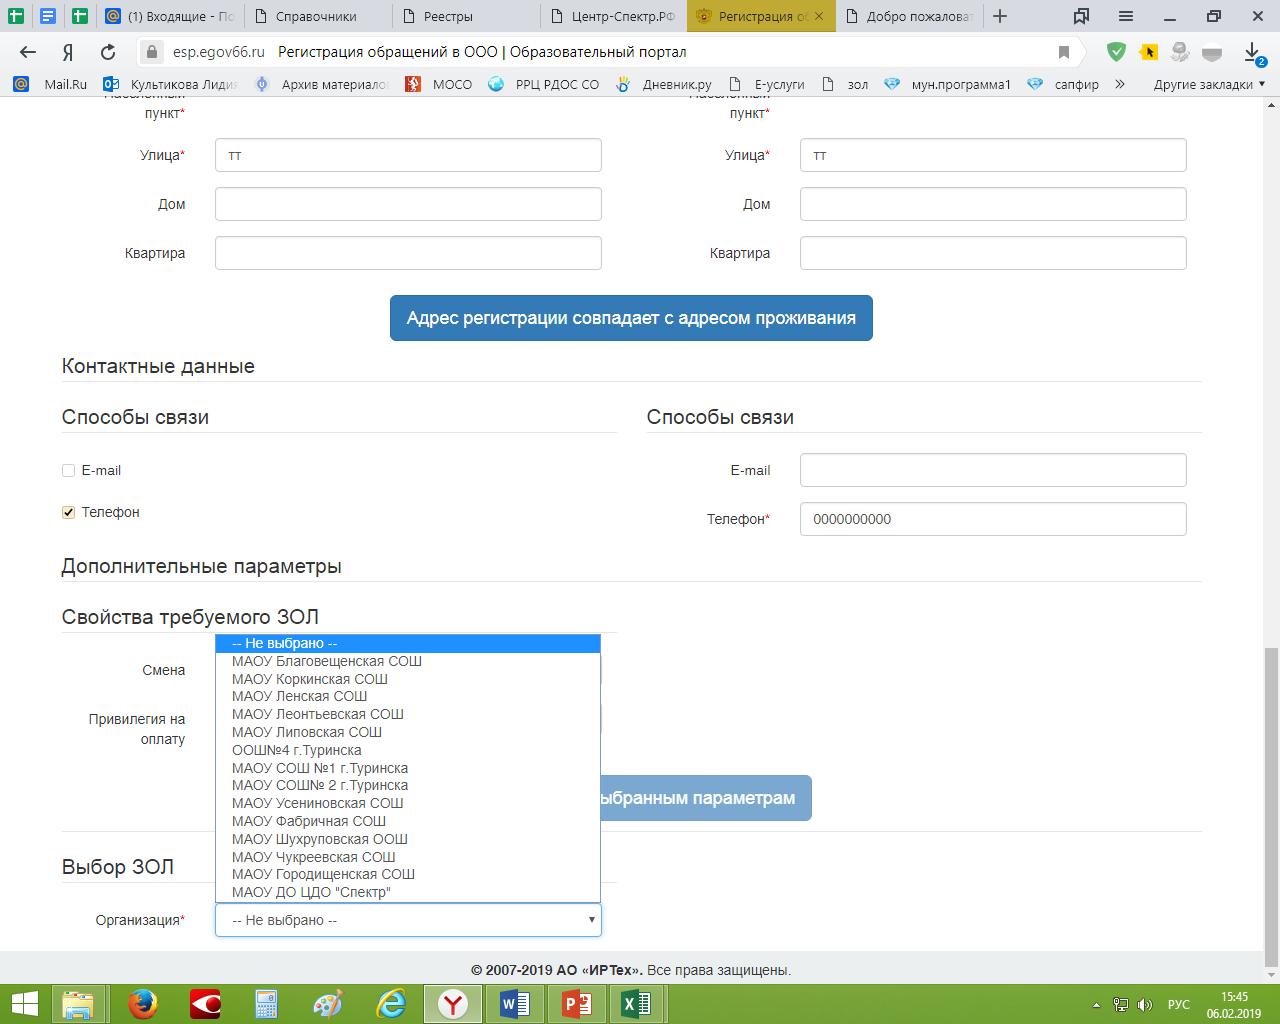 (1) Входящие - По
Справочники
Реестры
Центр-Спектр.РФ
Регистрация об
Добро пожаловат
Я
esp.egov66.ru Регистрация обращений в ООО | Образовательный портал
2
Mail.Ru
Культикова Лидия
Архив материало
МОСО
РРЦ РДОС СО
Дневник.ру
Е-услуги
зол
мун.программа1
сапфир
»
Другие закладки
Населенный пункт*
Населенный пункт*
Улица* тт
Улица* тт
Дом
Дом
Квартира
Квартира
Адрес регистрации совпадает с адресом проживания
Контактные данные
Способы связи
Способы связи
E-mail
E-mail
Телефон
Телефон* 0000000000
Дополнительные параметры
Свойства требуемого ЗОЛ
Смена
Привилегия на
оплату
-- Не выбрано --
МАОУ Благовещенская СОШ
МАОУ Коркинская СОШ
МАОУ Ленская СОШ
МАОУ Леонтьевская СОШ
МАОУ Липовская СОШ
ООШ№4 г.Туринска
МАОУ СОШ №1 г.Туринска
МАОУ СОШ№ 2 г.Туринска
МАОУ Усениновская СОШ
МАОУ Фабричная СОШ
МАОУ Шухруповская ООШ
МАОУ Чукреевская СОШ
МАОУ Городищенская СОШ
МАОУ ДО ЦДО "Спектр"
ыбранным параметрам
Выбор ЗОЛ
Организация* -- Не выбрано --
© 2007-2019 АО «ИРТех». Все права защищены.
РУС
15:45
06.02.2019